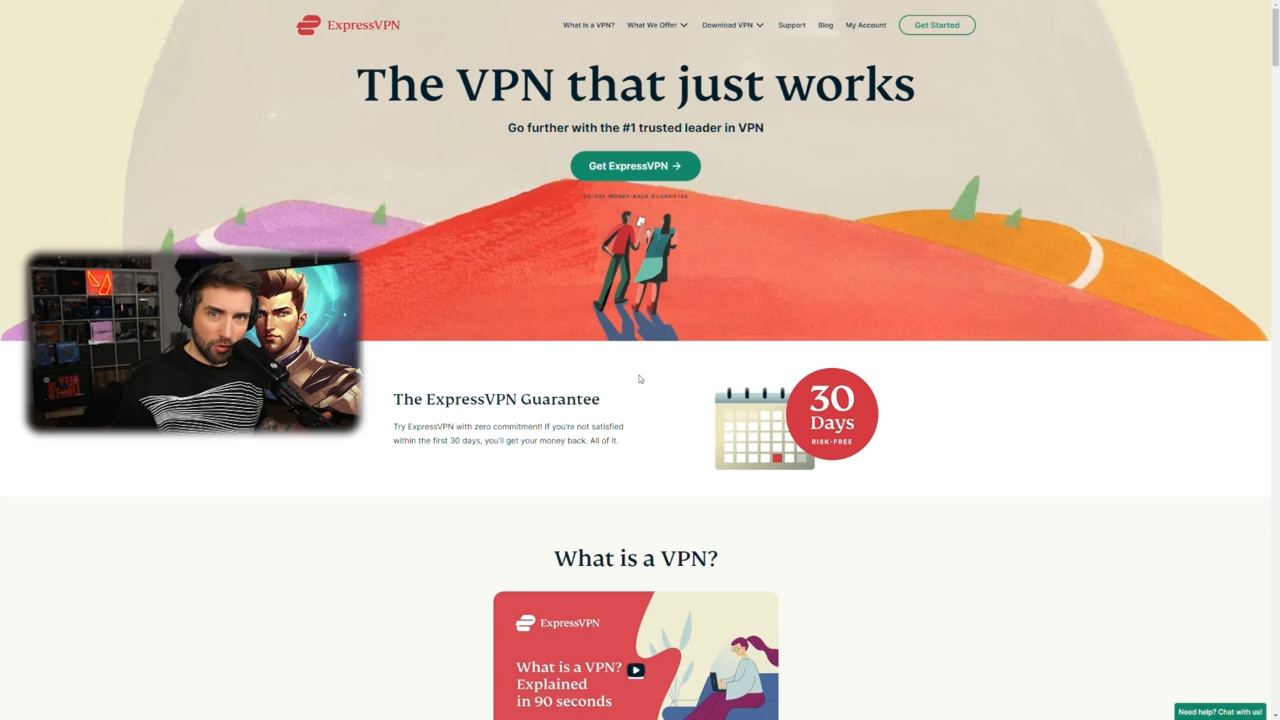 ExpressVPN
What Is a VPN?
What We Offer
Download VPN
Support
Blog
My Account
Get Started
The VPN that just works
Go further with the #1 trusted leader in VPN
Get ExpressVPN →
30-DAY MONEY-BACK GUARANTEE
The ExpressVPN Guarantee
Try ExpressVPN with zero commitment! If you're not satisfied
within the first 30 days, you'll get your money back. All of it.
30
Days
RISK-FREE
What is a VPN?
ExpressVPN
What is a VPN?
Explained
in 90 seconds
Need help? Chat with us!